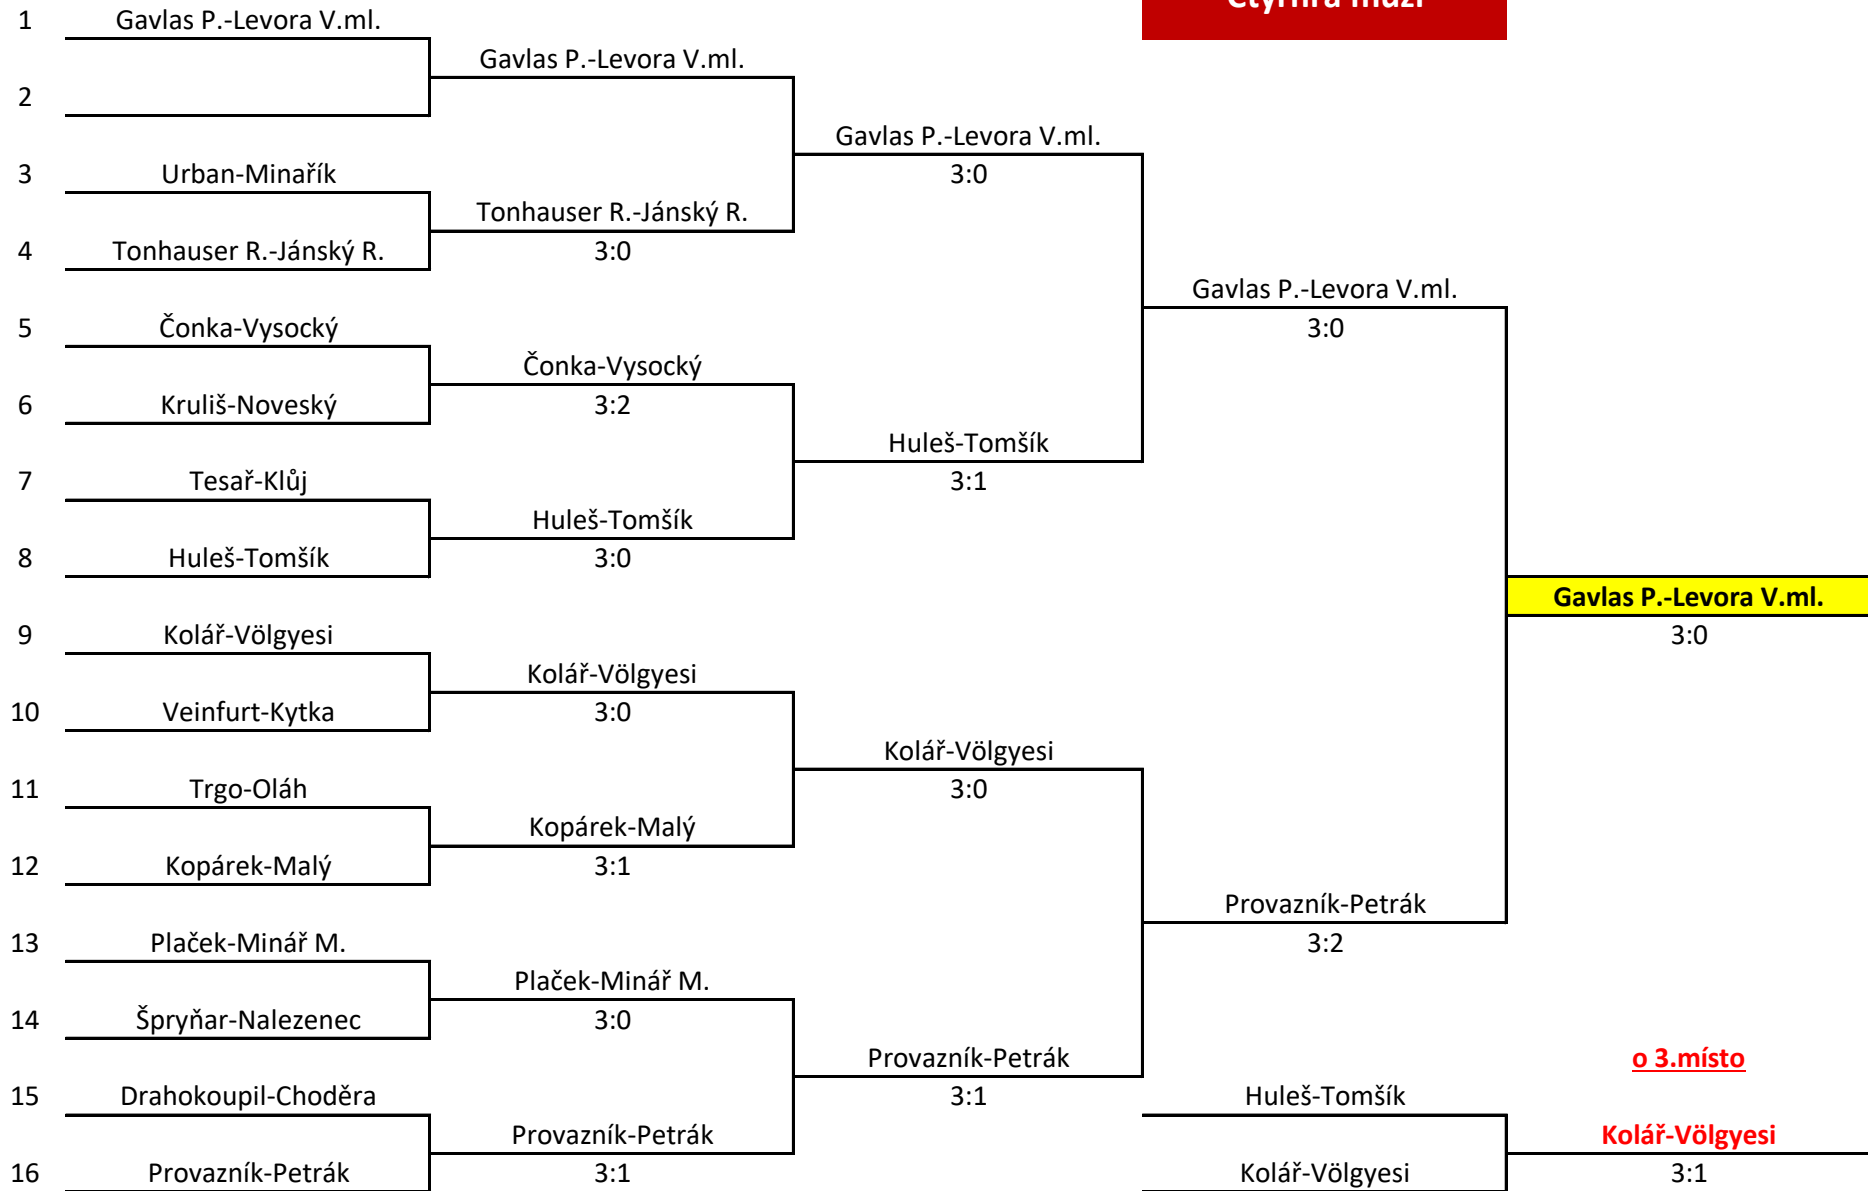 Čtyřhra muži
1 Gavlas P.-Levora V.ml.
Gavlas P.-Levora V.ml.
2
Gavlas P.-Levora V.ml.
3 Urban-Minařík 3:0
Tonhauser R.-Jánský R.
4 Tonhauser R.-Jánský R. 3:0
Gavlas P.-Levora V.ml.
5 Čonka-Vysocký 3:0
Čonka-Vysocký
6 Kruliš-Noveský 3:2
Huleš-Tomšík
7 Tesař-Klůj 3:1
Huleš-Tomšík
8 Huleš-Tomšík 3:0
Gavlas P.-Levora V.ml.
9 Kolář-Völgyesi 3:0
Kolář-Völgyesi
10 Veinfurt-Kytka 3:0
Kolář-Völgyesi
11 Trgo-Oláh 3:0
Kopárek-Malý
12 Kopárek-Malý 3:1
Provazník-Petrák
13 Plaček-Minář M. 3:2
Plaček-Minář M.
14 Špryňar-Nalezenec 3:0
Provazník-Petrák o 3.místo
15 Drahokoupil-Choděra 3:1 Huleš-Tomšík
Provazník-Petrák Kolář-Völgyesi
16 Provazník-Petrák 3:1 Kolář-Völgyesi 3:1